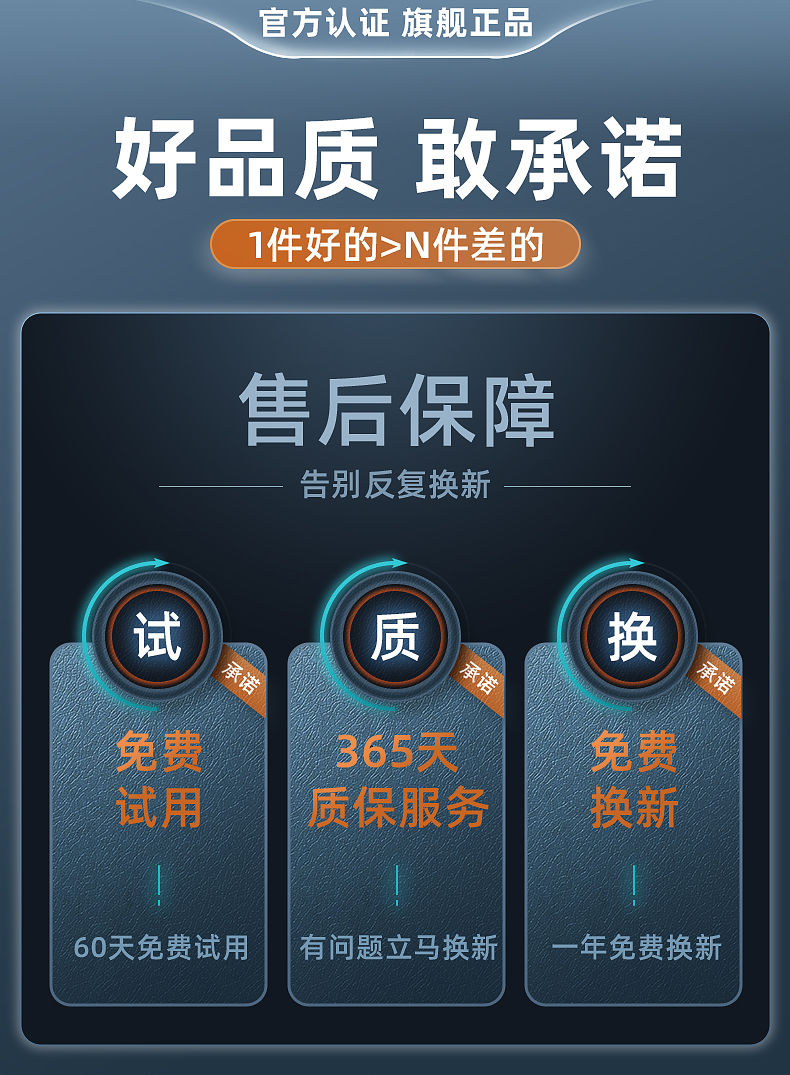 官方认证 旗舰正品
好品质 敢承诺
1件好的>N件差的
售后保障
告别反复换新
试
承诺
免费
试用
60天免费试用
质
承诺
365天
质保服务
有问题立马换新
换
承诺
免费
换新
一年免费换新